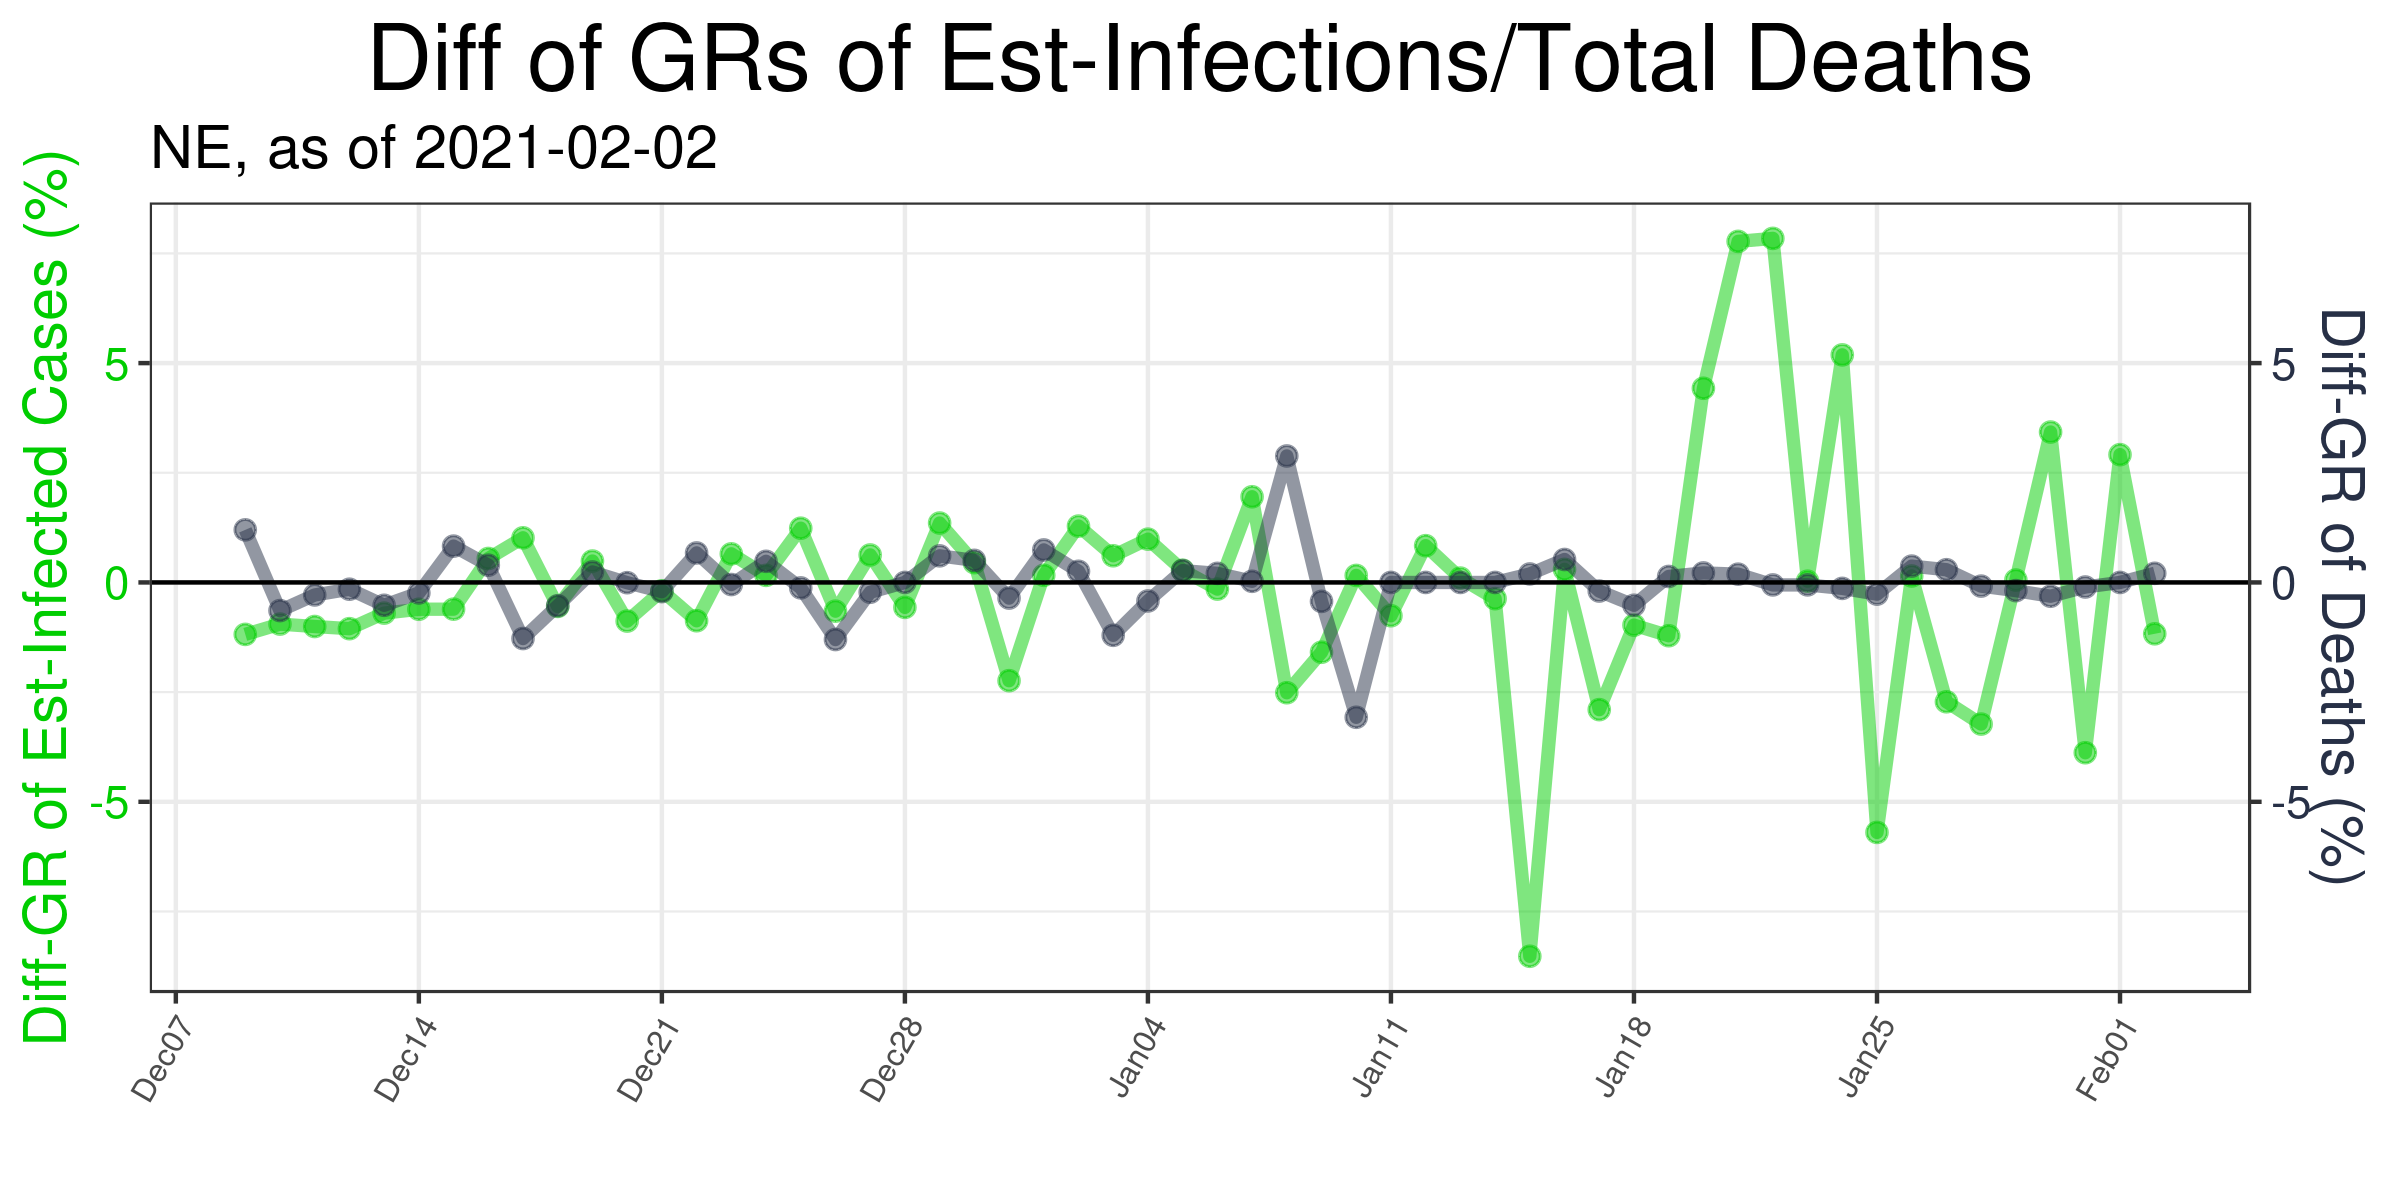 Diff of GRs of Est-Infections/Total Deaths
NE, as of 2021-02-02
Diff-GR of Est-Infected Cases (%)
5
0
-5
5
0
-5
Diff-GR of Deaths (%)
Dec07
Dec14
Dec21
Dec28
Jan04
Jan11
Jan18
Jan25
Feb01